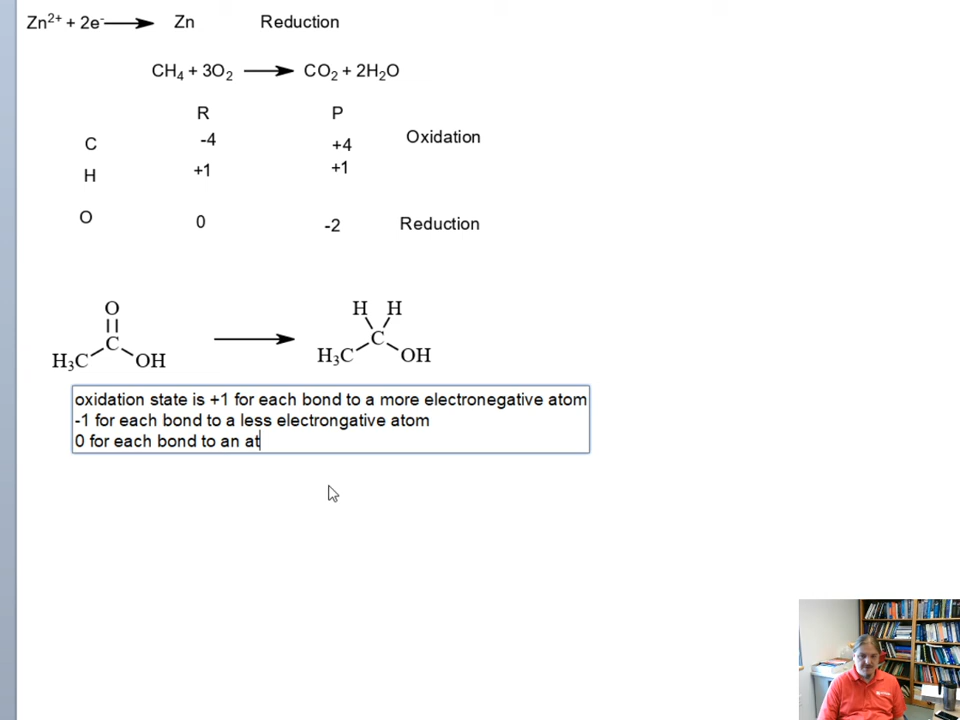 Zn2+ + 2e- Zn Reduction
CH4 + 3O2 CO2 + 2H2O
R P
C -4 +4 Oxidation
H +1 +1
O 0 -2 Reduction
O H H
C C
H3C OH H3C OH
oxidation state is +1 for each bond to a more electronegative atom
-1 for each bond to a less electrongative atom
0 for each bond to an at